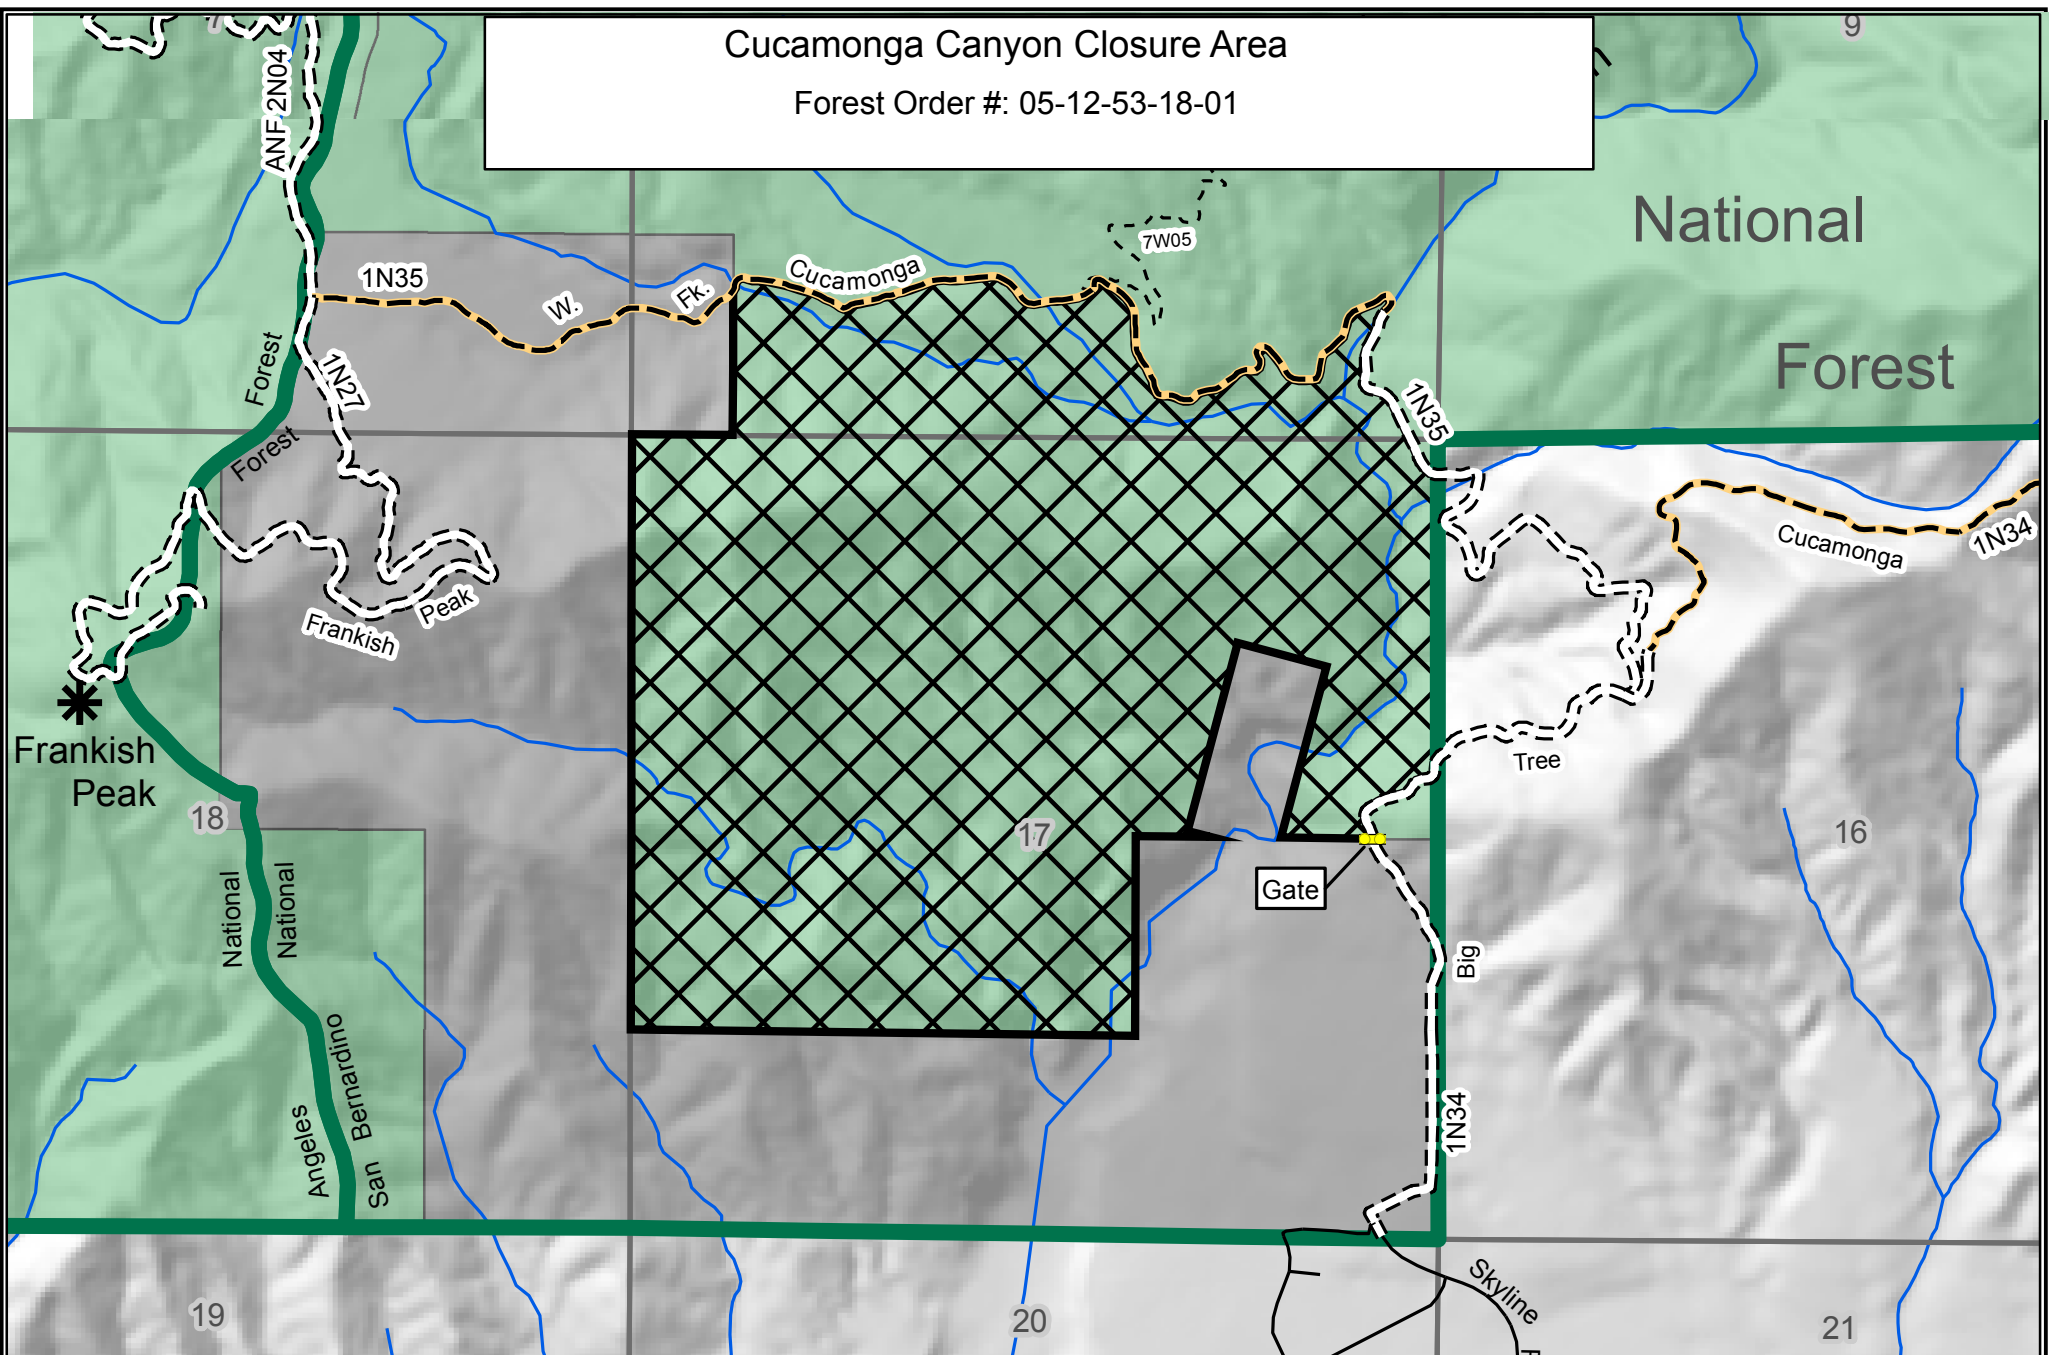 Cucamonga Canyon Closure Area
Forest Order #: 05-12-53-18-01
7
9
ANF 2N04
National
Forest
7W05
1N35
W.
Fk.
Cucamonga
Forest
Forest
1N27
1N35
Cucamonga
1N34
Frankish
Peak
Frankish
Peak
Tree
18
17
16
Gate
National
National
Big
Angeles
San
Bernardino
1N34
Skyline
19
20
21